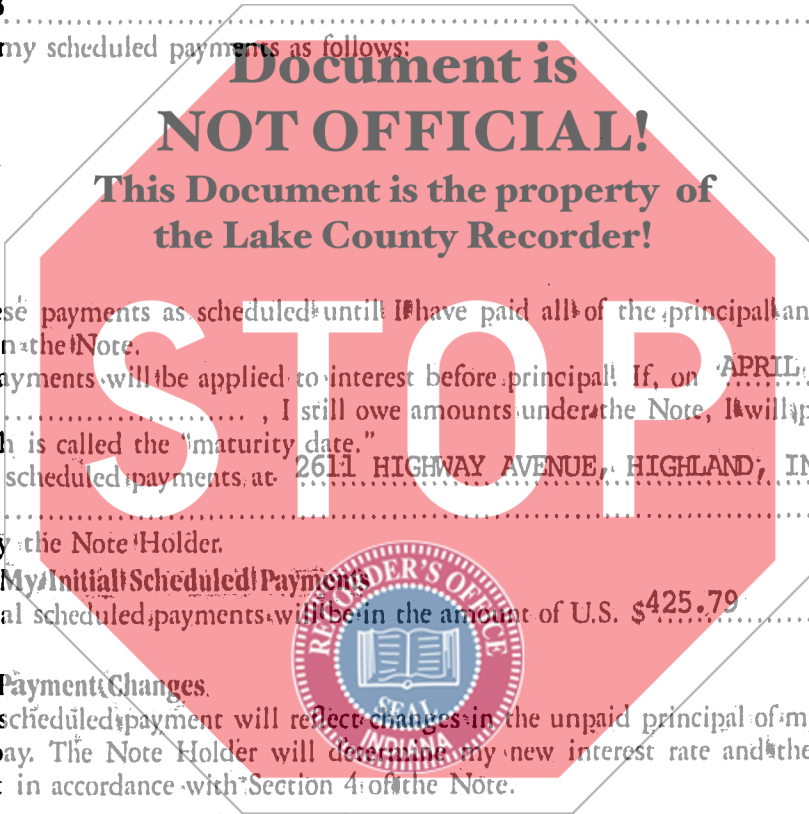 my scheduled payments as follows:
Document is
NOT OFFICIAL!
This Document is the property of
the Lake County Recorder!
payments as scheduled until I have paid all of the principal
the Note.
payments will be applied to interest before principal. If, on APRIL
, I still owe amounts under the Note, I will
is called the "maturity date."
scheduled payments at 2611 HIGHWAY AVENUE, HIGHLAND, IN
STOP
the Note Holder.
My Initial Scheduled Payments
scheduled payments will be in the amount of U.S. $425.79
RECORDER'S OFFICE
SEAL
INDIANA
Payment Changes
scheduled payment will reflect changes in the unpaid principal of
pay. The Note Holder will determine my new interest rate and the
in accordance with Section 4 of the Note.